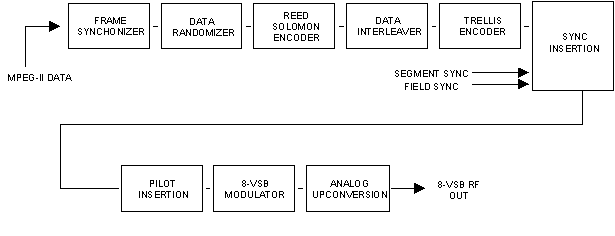 FRAME
SYNCHONIZER
DATA
RANDOMIZER
REED
SOLOMON
ENCODER
DATA
INTERLEAVER
TRELLIS
ENCODER
SYNC
INSERTION
MPEG-II DATA
SEGMENT SYNC
FIELD SYNC
PILOT
INSERTION
8-VSB
MODULATOR
ANALOG
UPCONVERSION
8-VSB RF
OUT